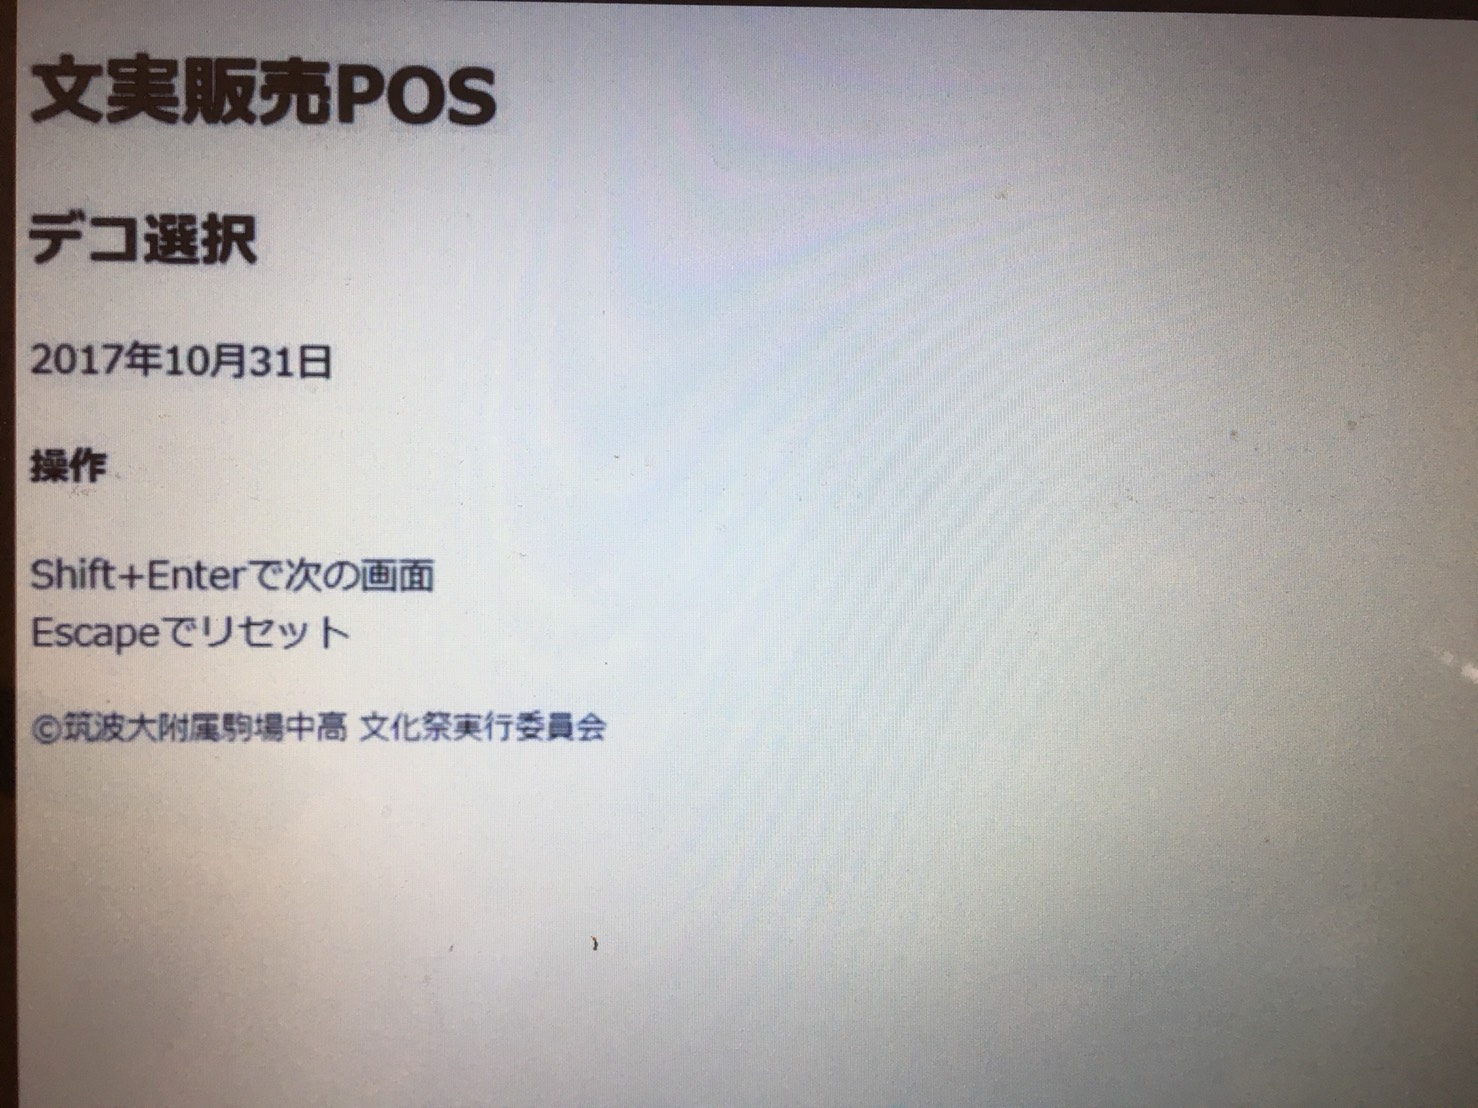 文実販売POS
デコ選択
2017年10月31日
操作
Shift+Enterで次の画面
Escapeでリセット
©筑波大附属駒場中高 文化祭実行委員会